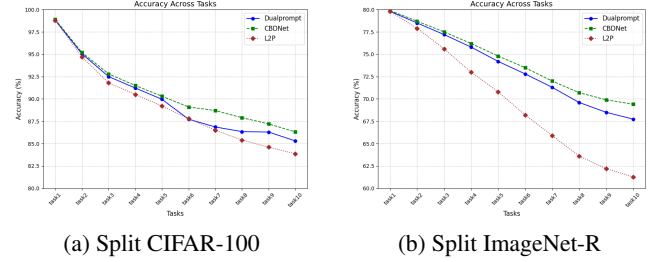 Accuracy Across Tasks
Accuracy (%)
100.0
97.5
95.0
92.5
90.0
87.5
85.0
82.5
80.0
Dualprompt
CBDNet
L2P
task1
task2
task3
task4
task5
task6
task7
task8
task9
task10
Tasks
(a) Split CIFAR-100
Accuracy Across Tasks
Accuracy (%)
80.0
77.5
75.0
72.5
70.0
67.5
65.0
62.5
60.0
Dualprompt
CBDNet
L2P
task1
task2
task3
task4
task5
task6
task7
task8
task9
task10
Tasks
(b) Split ImageNet-R